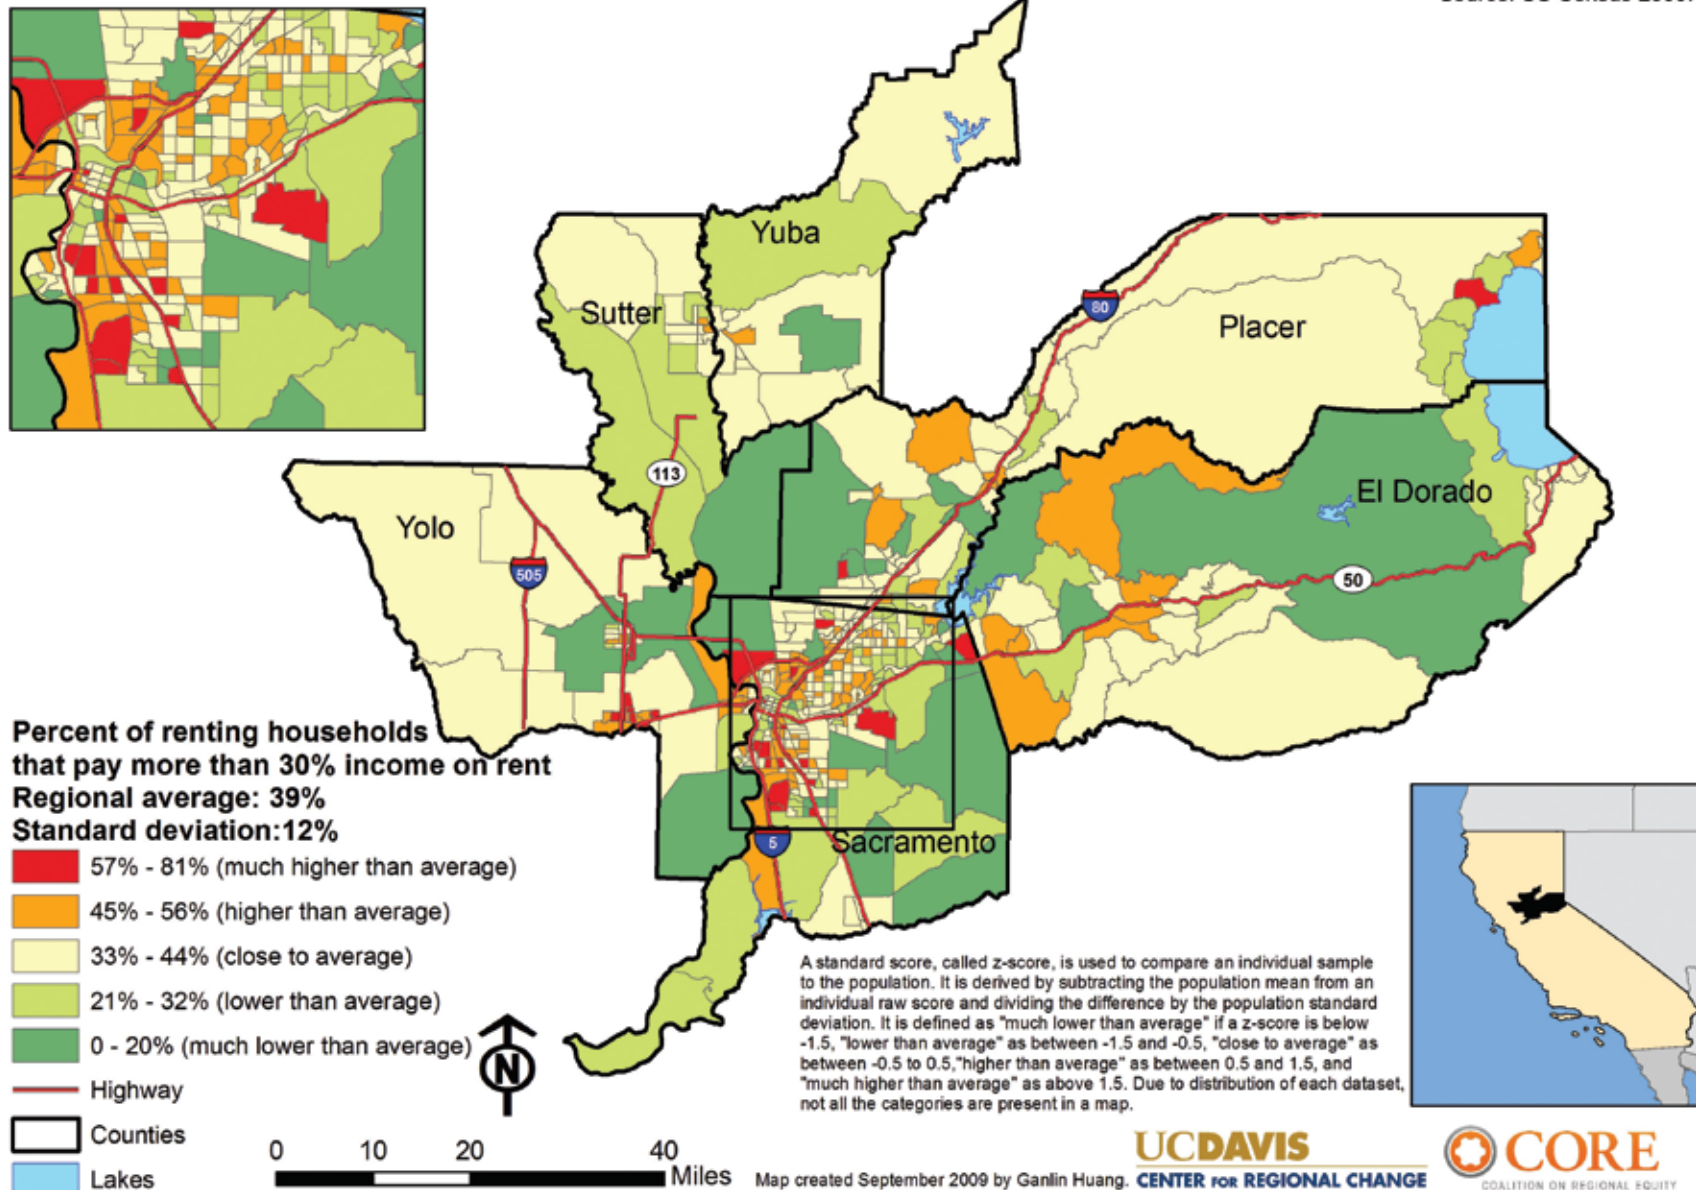 Yuba
Sutter
80
Placer
113
Yolo
El Dorado
505
50
Percent of renting households
that pay more than 30% income on rent
Regional average: 39%
Standard deviation:12%
57% - 81% (much higher than average)
45% - 56% (higher than average)
33% - 44% (close to average)
21% - 32% (lower than average)
0 - 20% (much lower than average)
Highway
Counties
Lakes
5
Sacramento
N
0 10 20 40
Miles
A standard score, called z-score, is used to compare an individual sample
to the population. It is derived by subtracting the population mean from an
individual raw score and dividing the difference by the population standard
deviation. It is defined as "much lower than average" if a z-score is below
-1.5, "lower than average" as between -1.5 and -0.5, "close to average" as
between -0.5 to 0.5,"higher than average" as between 0.5 and 1.5, and
"much higher than average" as above 1.5. Due to distribution of each dataset,
not all the categories are present in a map.
Map created September 2009 by Ganlin Huang.
UCDAVIS
CENTER FOR REGIONAL CHANGE
CORE
COALITION ON REGIONAL EQUITY